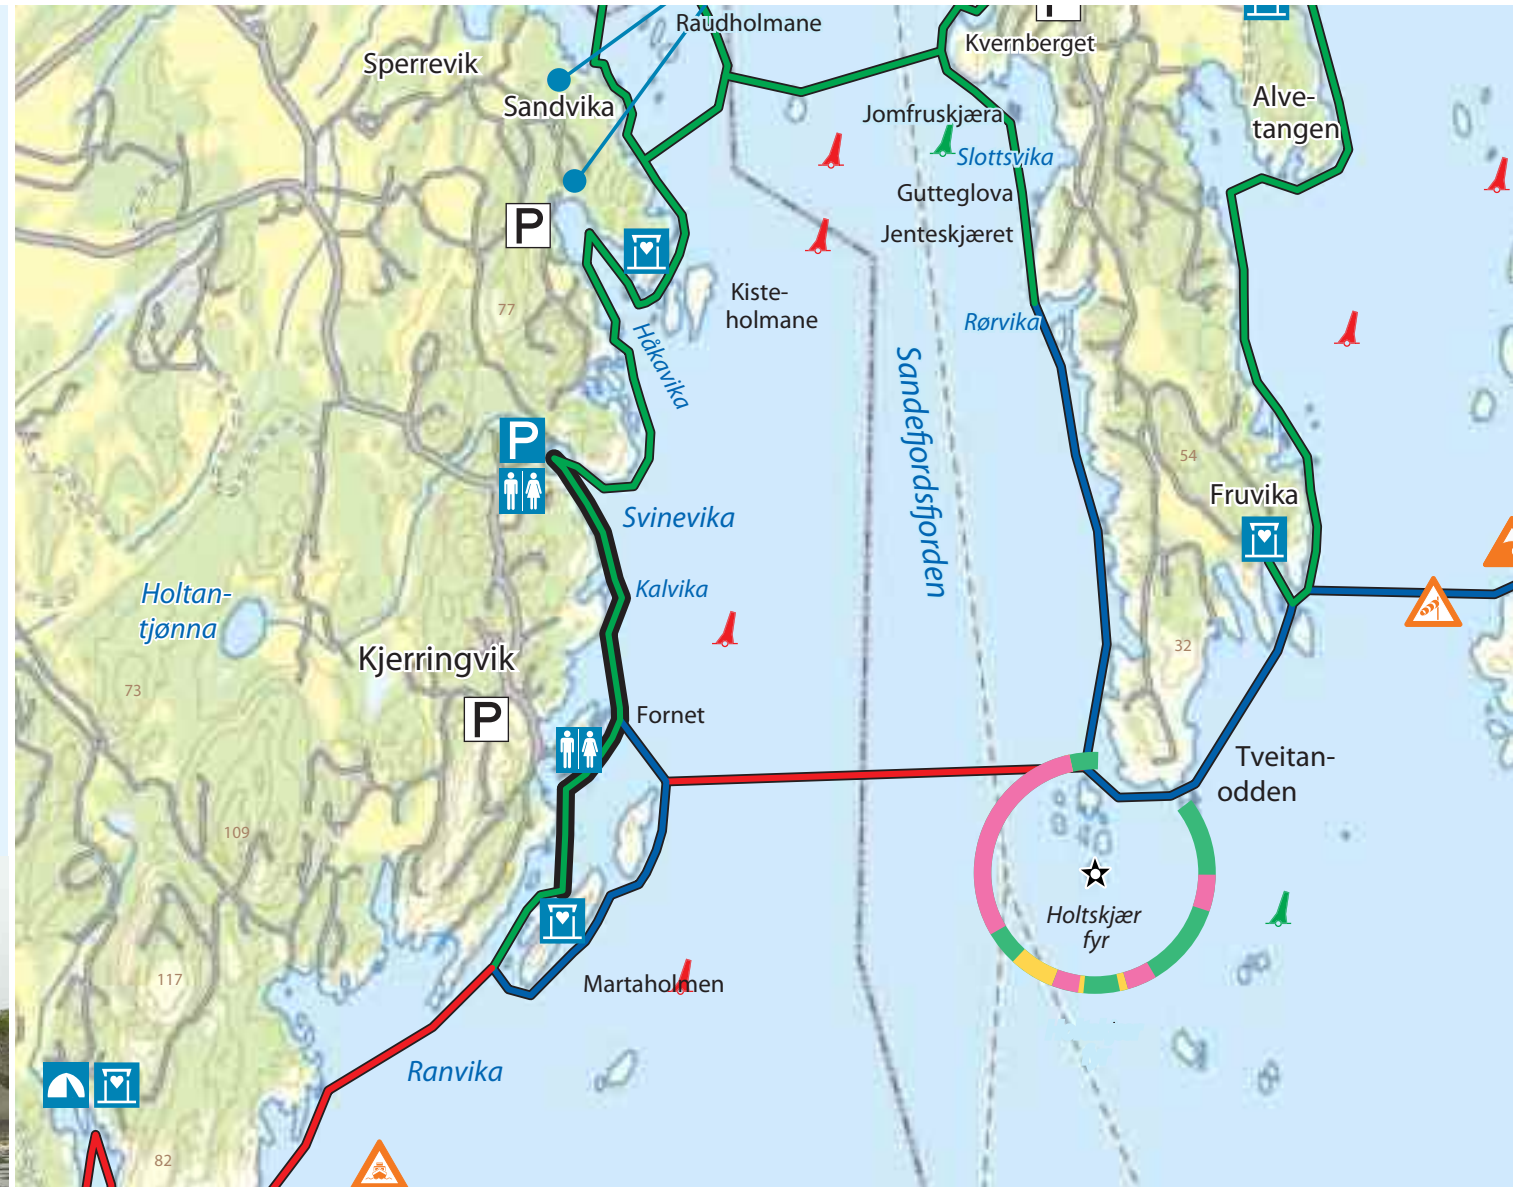 Raudholmane
Kvernberget
Sperrevik
Sandvika
Alve-
tangen
Jomfruskjæra
Slottsvika
Gutteglova
Jenteskjæret
P
P
Kiste-
holmane
77
Rørvika
Håkavika
Sandefjordsfjorden
P
54
Fruvika
Svinevika
Kalvika
Holtan-
tjønna
Kjerringvik
32
73
P
Fornet
Tveitan-
odden
109
Holtskjær
fyr
117
Martaholmen
Ranvika
82